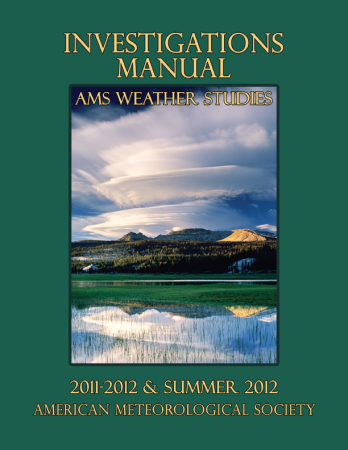 INVESTIGATIONS
MANUAL
AMS WEATHER STUDIES
2011-2012 & SUMMER 2012
AMERICAN METEOROLOGICAL SOCIETY